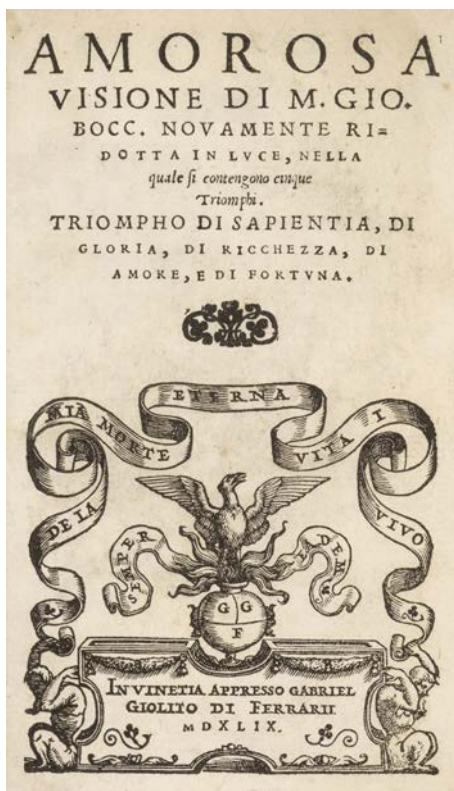 AMOROSA
VISIONE DI M. GIO.
BOCC. NOVAMENTE RI=
DOTTA IN LVCE, NELLA
quale si contengono cinque
Triomphi.
TRIOMPHO DI SAPIENTIA, DI
GLORIA, DI RICCHEZZA, DI
AMORE, E DI FORTVNA.
DE LA MIA MORTE ETERNA VITA I VIVO
SEMPER EADEM
G G
F
IN VINETIA APPRESSO GABRIEL
GIOLITO DI FERRARII
MDXLIX.